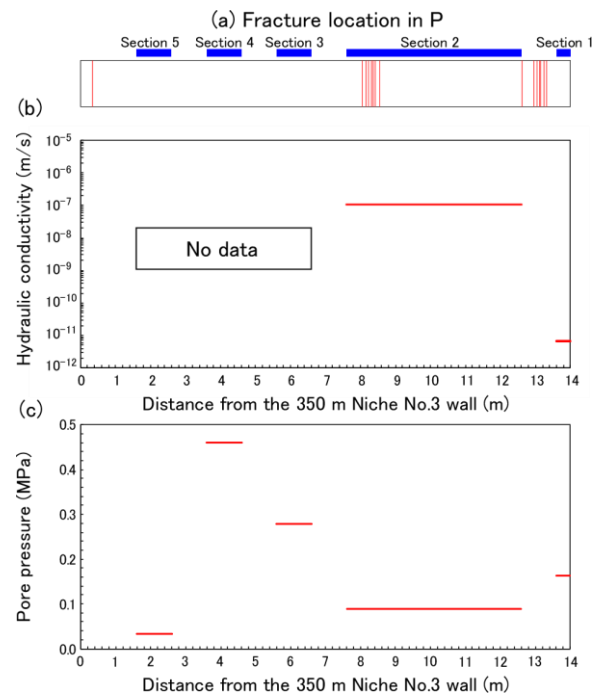 (a) Fracture location in P
Section 5 Section 4 Section 3 Section 2 Section 1
(b)
Hydraulic conductivity (m/s)
10⁻⁵
10⁻⁶
10⁻⁷
10⁻⁸
10⁻⁹
10⁻¹⁰
10⁻¹¹
10⁻¹²
No data
0 1 2 3 4 5 6 7 8 9 10 11 12 13 14
Distance from the 350 m Niche No.3 wall (m)
(c)
Pore pressure (MPa)
0.5
0.4
0.3
0.2
0.1
0.0
0 1 2 3 4 5 6 7 8 9 10 11 12 13 14
Distance from the 350 m Niche No.3 wall (m)